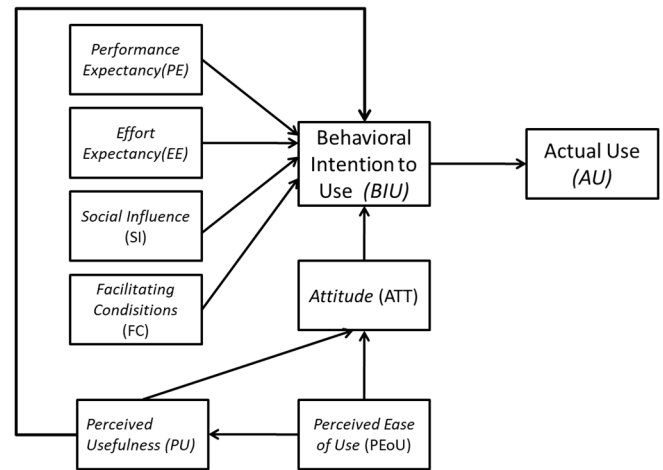 Performance
Expectancy(PE)
Effort
Expectancy(EE)
Social Influence
(SI)
Facilitating
Condisitions
(FC)
Behavioral
Intention to
Use (BIU)
Actual Use
(AU)
Attitude (ATT)
Perceived
Usefulness (PU)
Perceived Ease
of Use (PEoU)